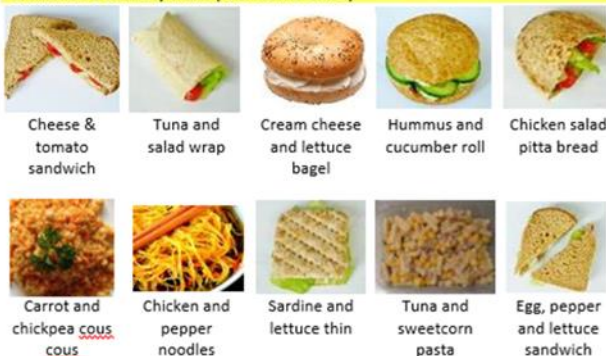 Cheese &
tomato
sandwich
Tuna and
salad wrap
Cream cheese
and lettuce
bagel
Hummus and
cucumber roll
Chicken salad
pitta bread
Carrot and
chickpea cous
cous
Chicken and
pepper
noodles
Sardine and
lettuce thin
Tuna and
sweetcorn
pasta
Egg, pepper
and lettuce
sandwich